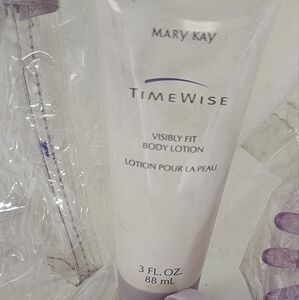 MARY KAY
TIMEWISE
VISIBLY FIT
BODY LOTION
LOTION POUR LA PEAU
3 FL. OZ.
88 mL